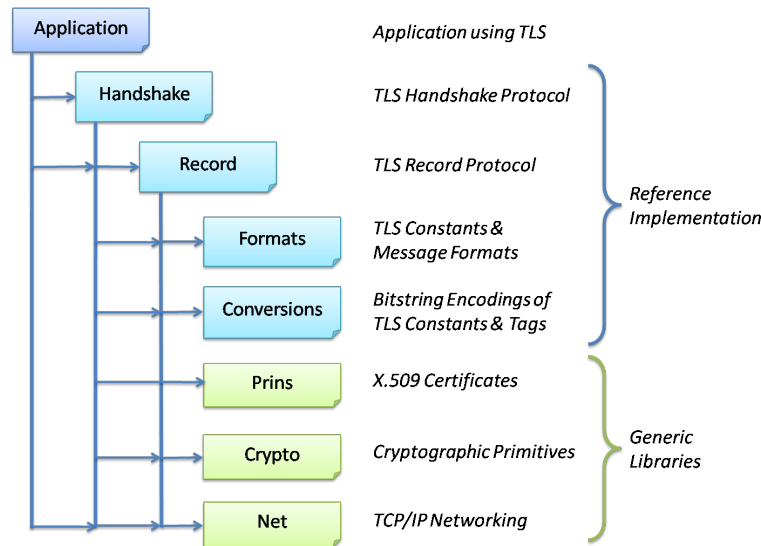 Application
Application using TLS
Handshake
TLS Handshake Protocol
Record
TLS Record Protocol
Reference
Implementation
Formats
TLS Constants &
Message Formats
Conversions
Bitstring Encodings of
TLS Constants & Tags
Prins
X.509 Certificates
Generic
Libraries
Crypto
Cryptographic Primitives
Net
TCP/IP Networking